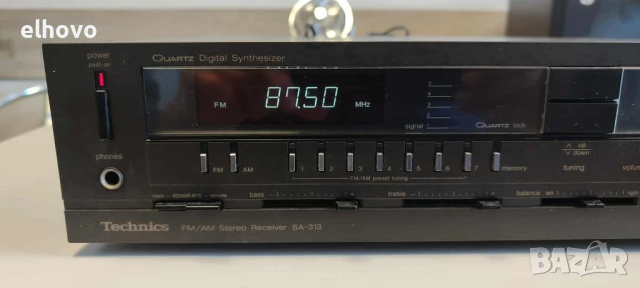 elhovo
power
push on
QUARTZ Digital Synthesizer
FM 87.50 MHz
signal
QUARTZ lock
phones
FM AM 1 2 3 4 5 6 7 memory
up
down
tuning
FM/AM preset tuning
speakers
bass
treble
balance
Technics FM/AM Stereo Receiver SA-313
BAZAR